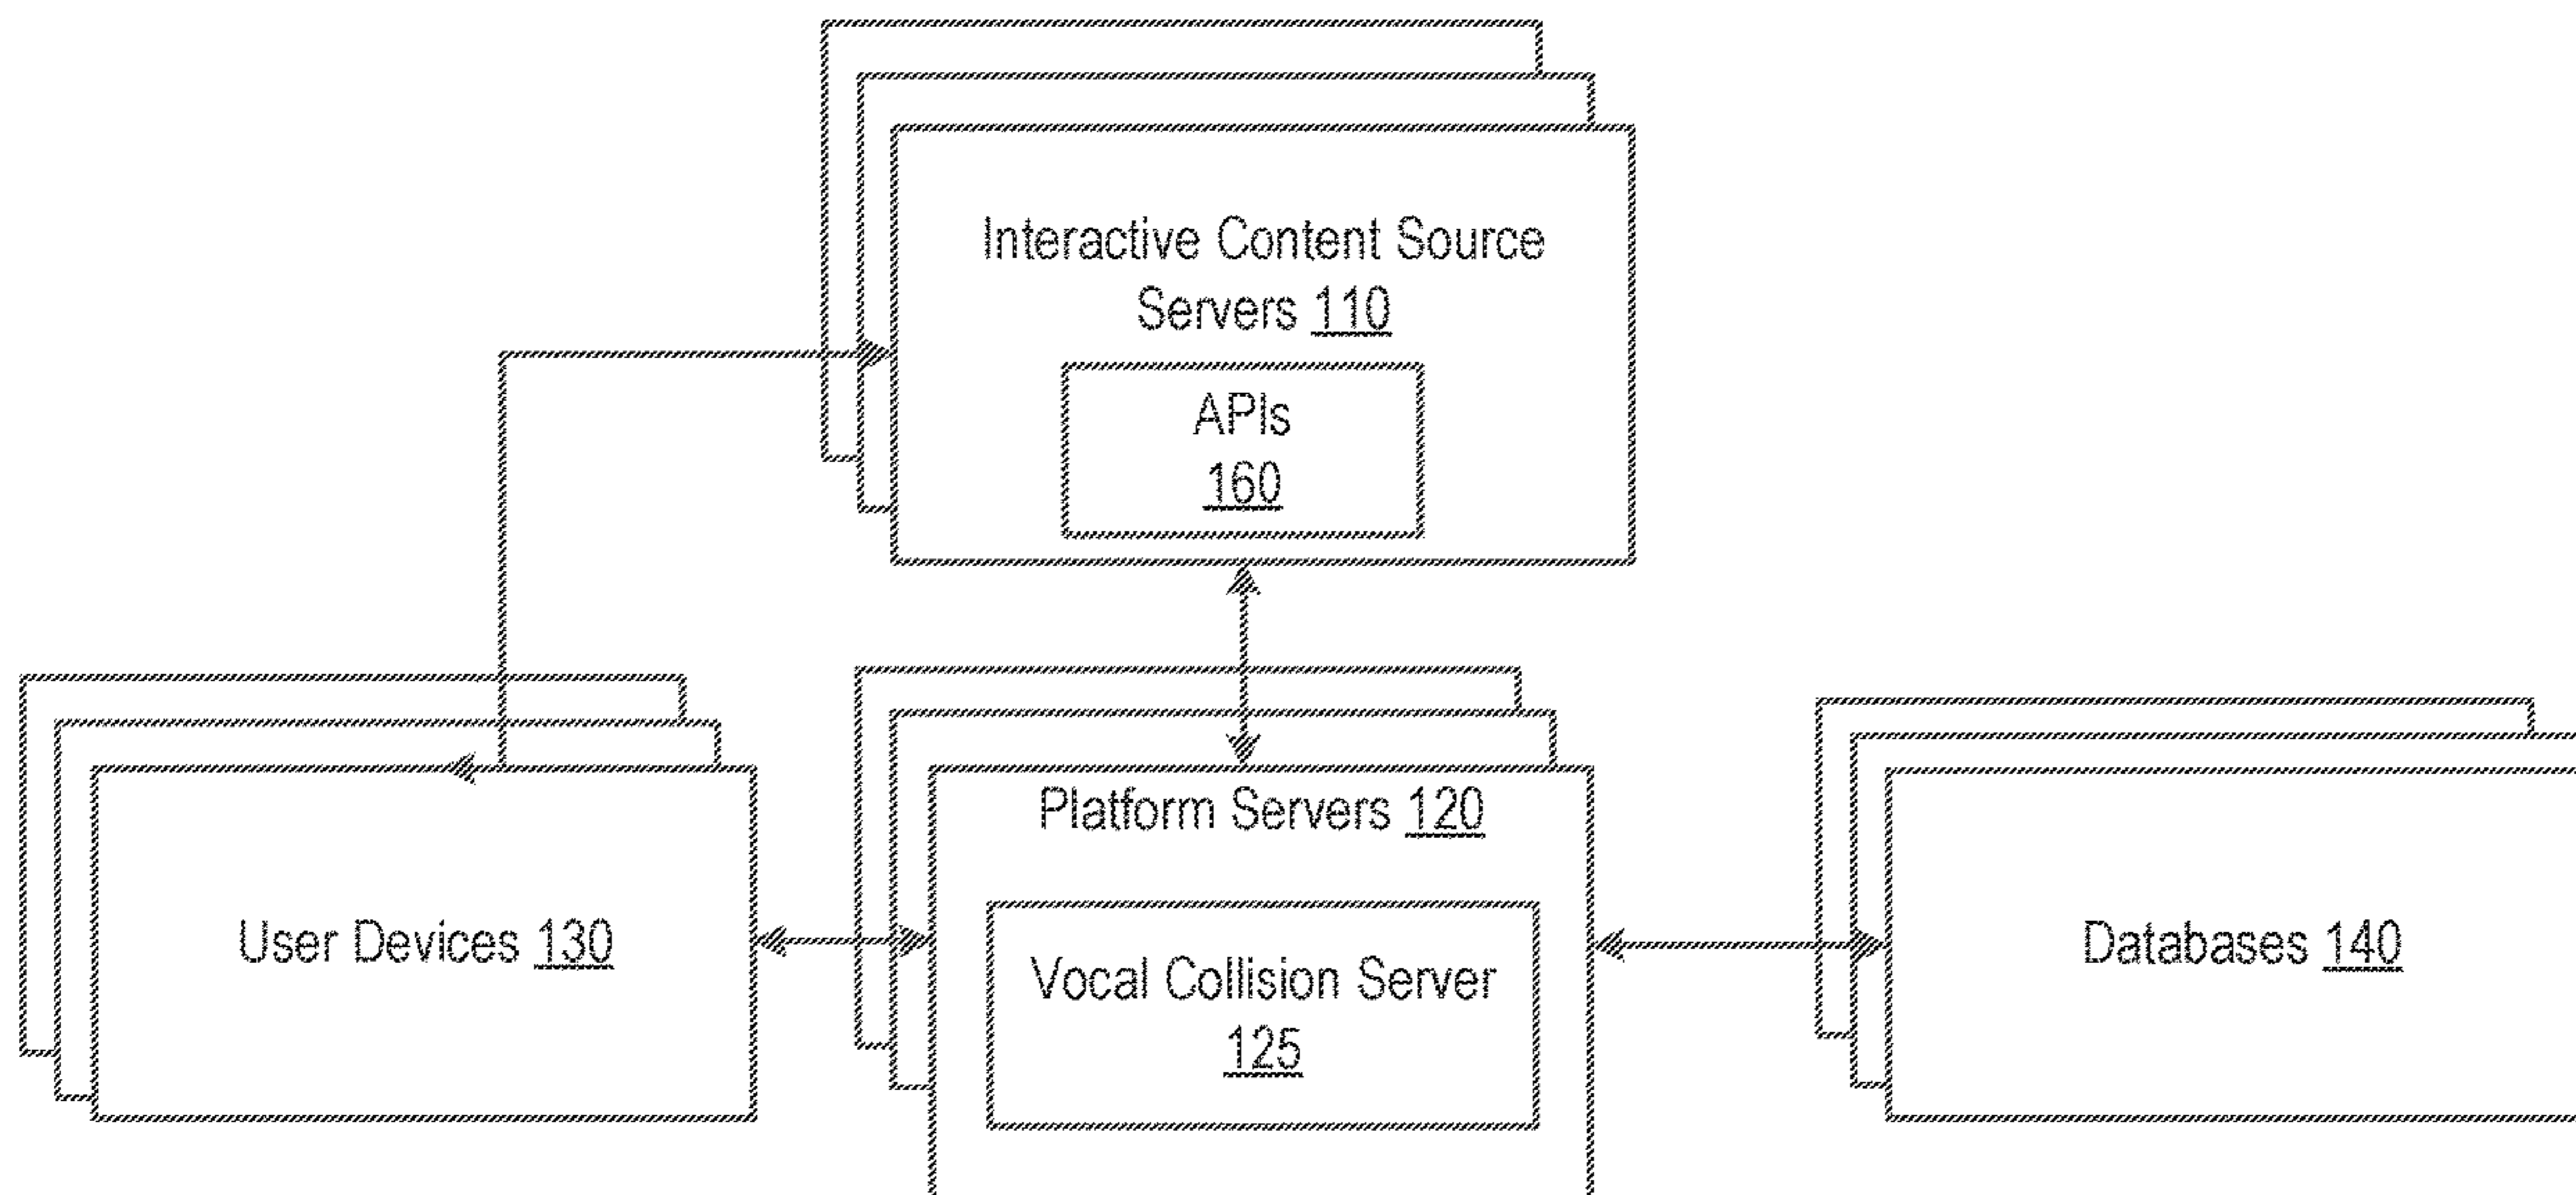 Interactive Content Source
Servers 110
APIs
160
User Devices 130
Platform Servers 120
Vocal Collision Server
125
Databases 140